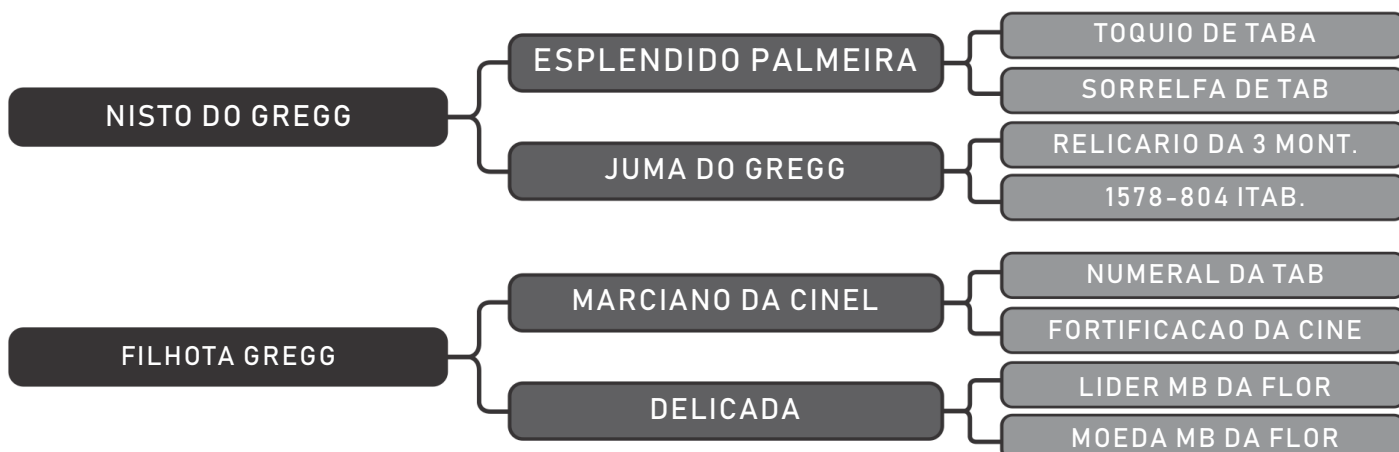 NISTO DO GREGG
ESPLENDIDO PALMEIRA
TOQUIO DE TABA
SORRELFA DE TAB
JUMA DO GREGG
RELICARIO DA 3 MONT.
1578-804 ITAB.
FILHOTA GREGG
MARCIANO DA CINEL
NUMERAL DA TAB
FORTIFICACAO DA CINE
DELICADA
LIDER MB DA FLOR
MOEDA MB DA FLOR